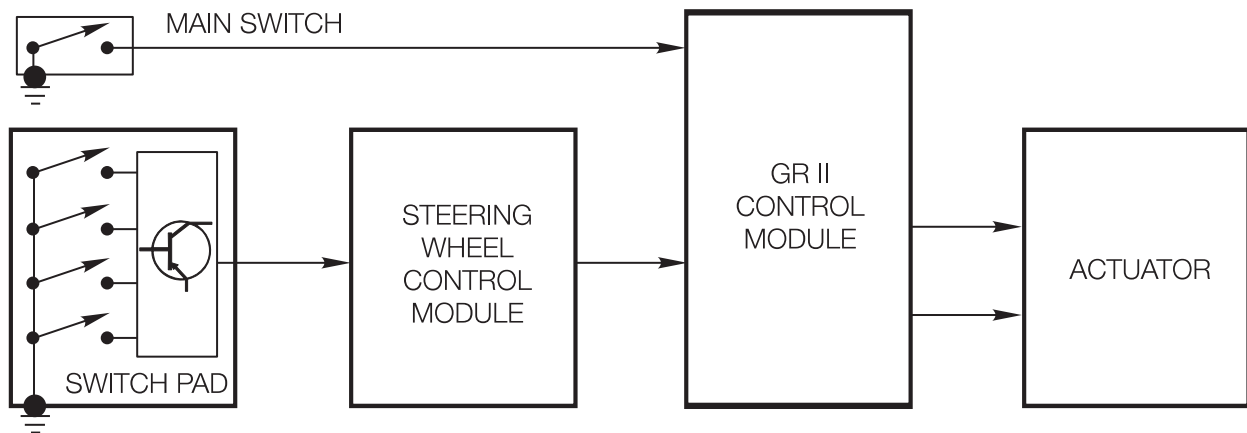 MAIN SWITCH
SWITCH PAD
STEERING
WHEEL
CONTROL
MODULE
GR II
CONTROL
MODULE
ACTUATOR